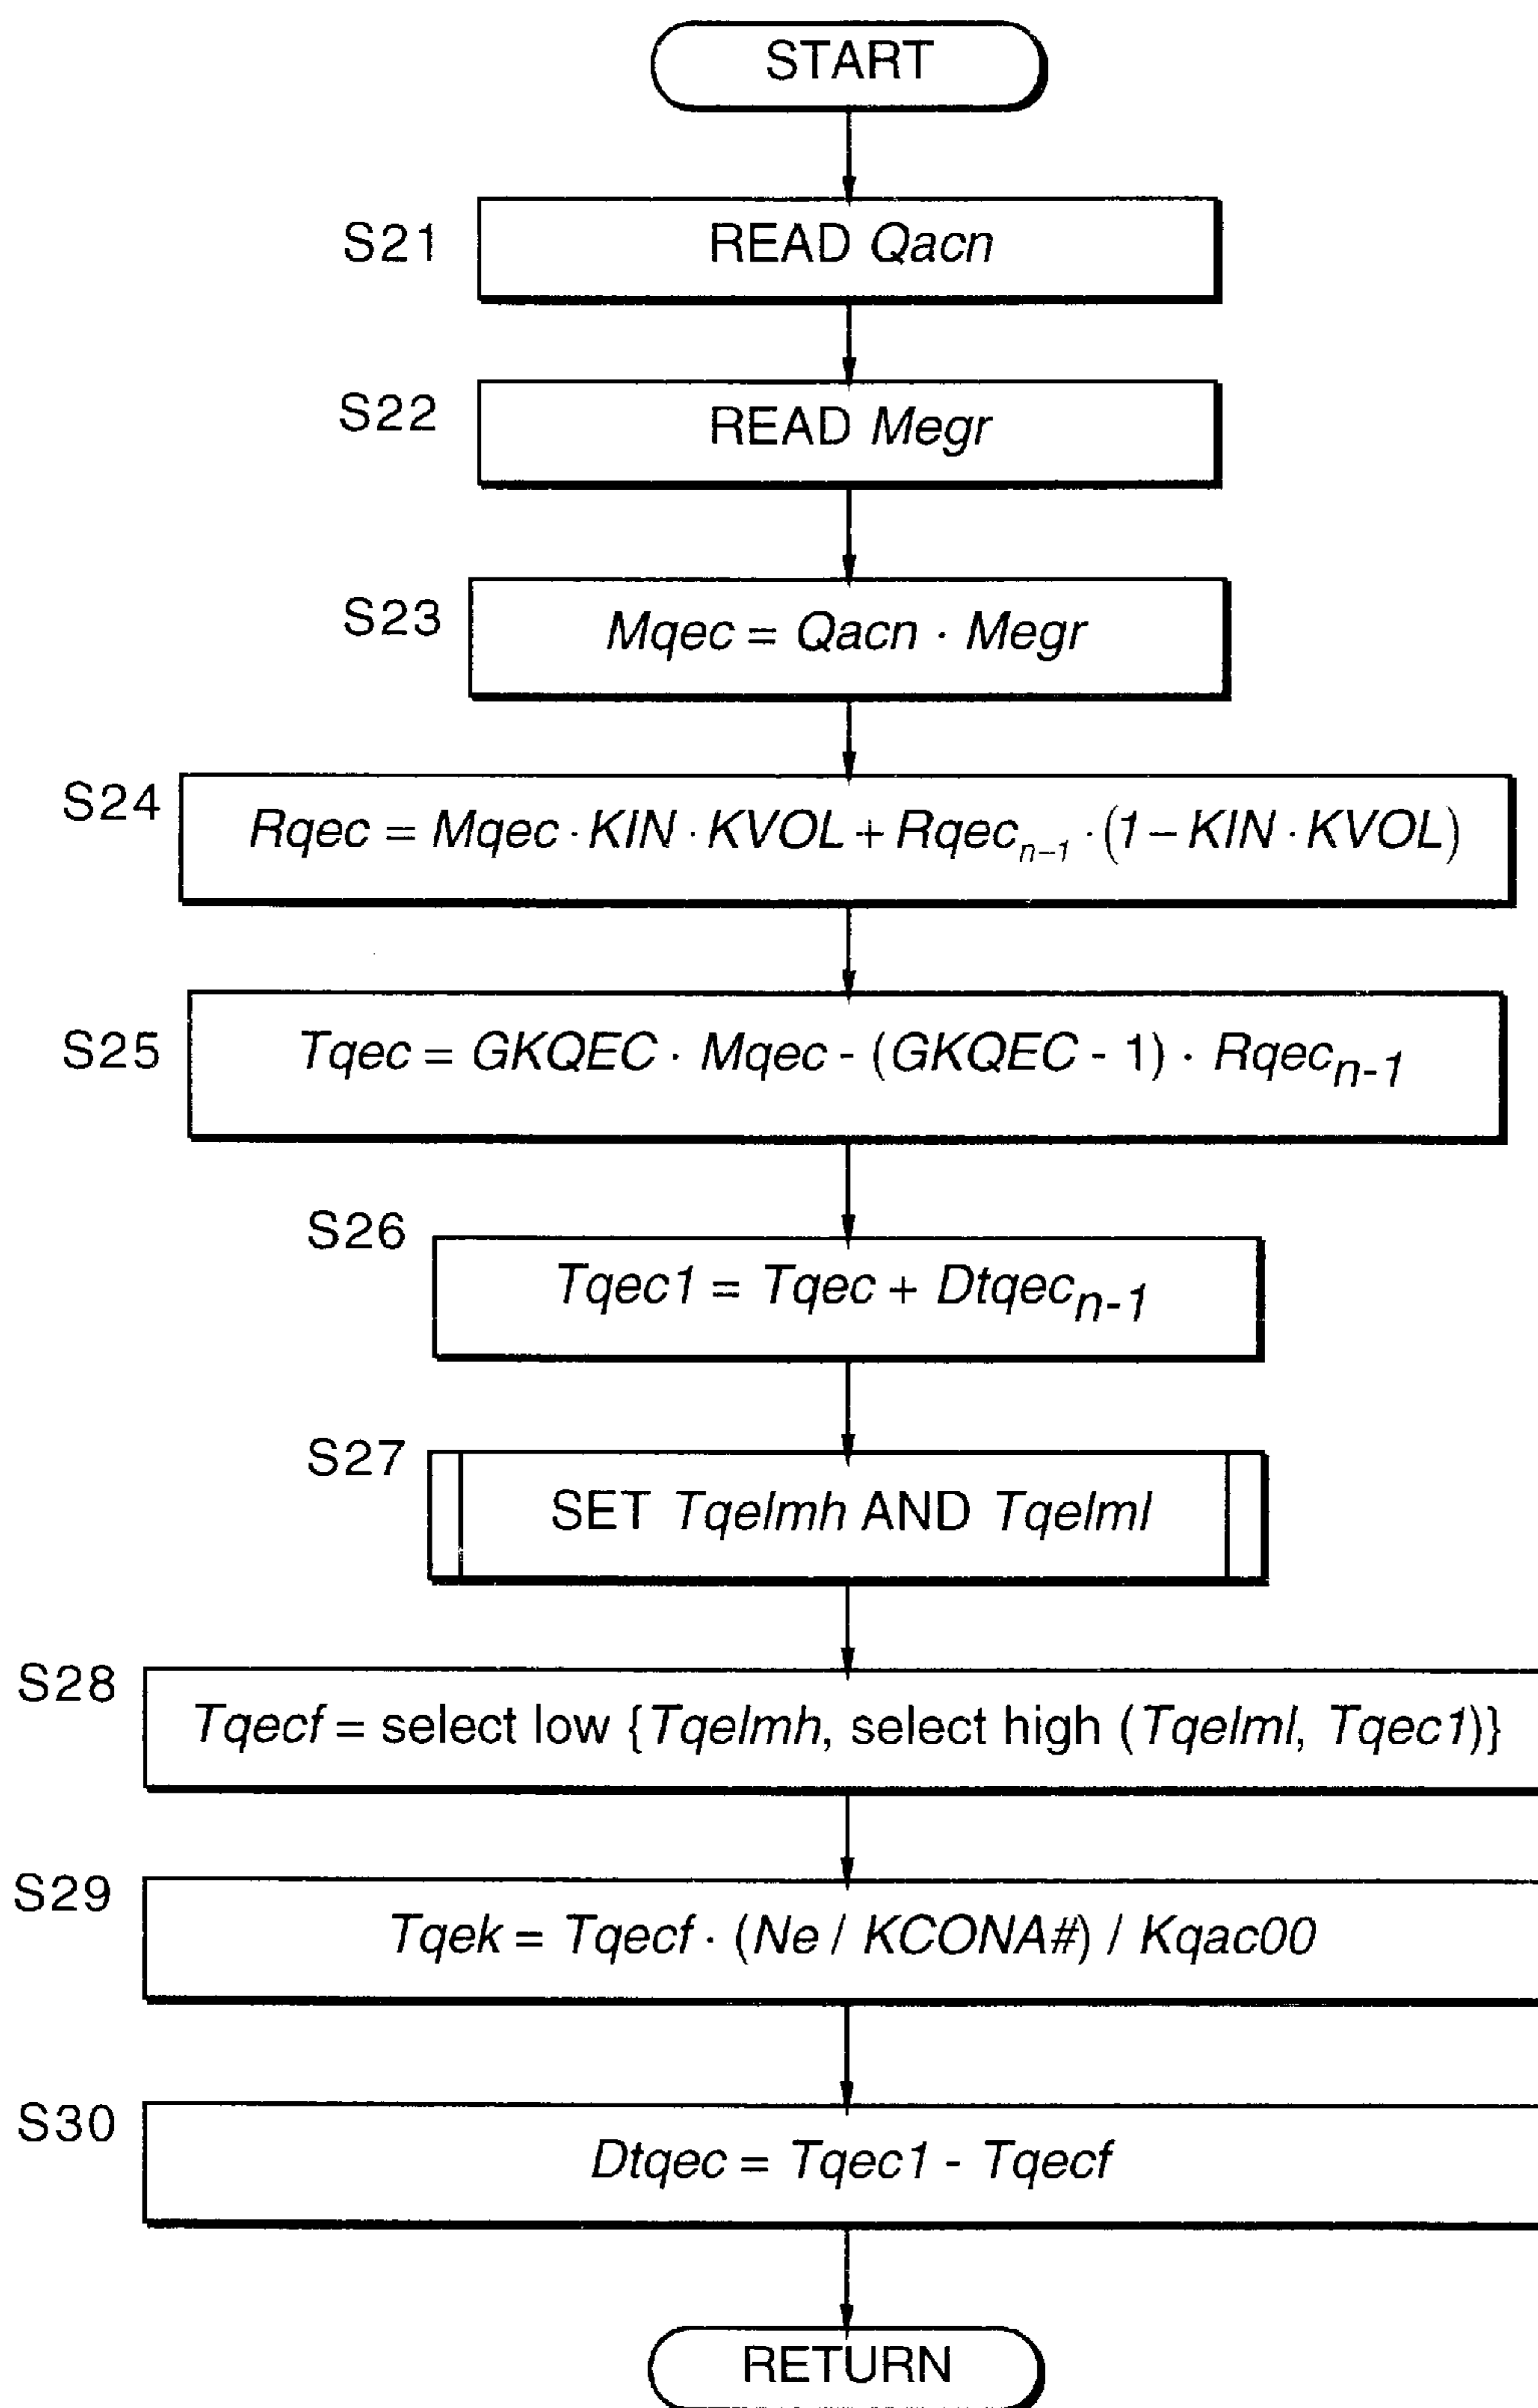 START
S21
READ Qacn
S22
READ Megr
S23
Mqec = Qacn · Megr
S24
Rqec = Mqec · KIN · KVOL + Rqecn−1 · (1 − KIN · KVOL)
S25
Tqec = GKQEC · Mqec - (GKQEC - 1) · Rqecn-1
S26
Tqec1 = Tqec + Dtqecn-1
S27
SET Tqelmh AND Tqelml
S28
Tqecf = select low {Tqelmh, select high (Tqelml, Tqec1)}
S29
Tqek = Tqecf · (Ne / KCONA#) / Kqac00
S30
Dtqec = Tqec1 - Tqecf
RETURN